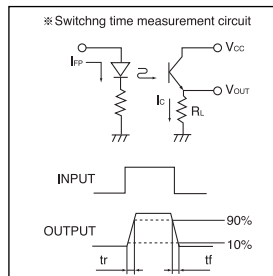 ※Switchng time measurement circuit
IFP
VCC
VOUT
IC
RL
INPUT
OUTPUT
90%
10%
tr
tf